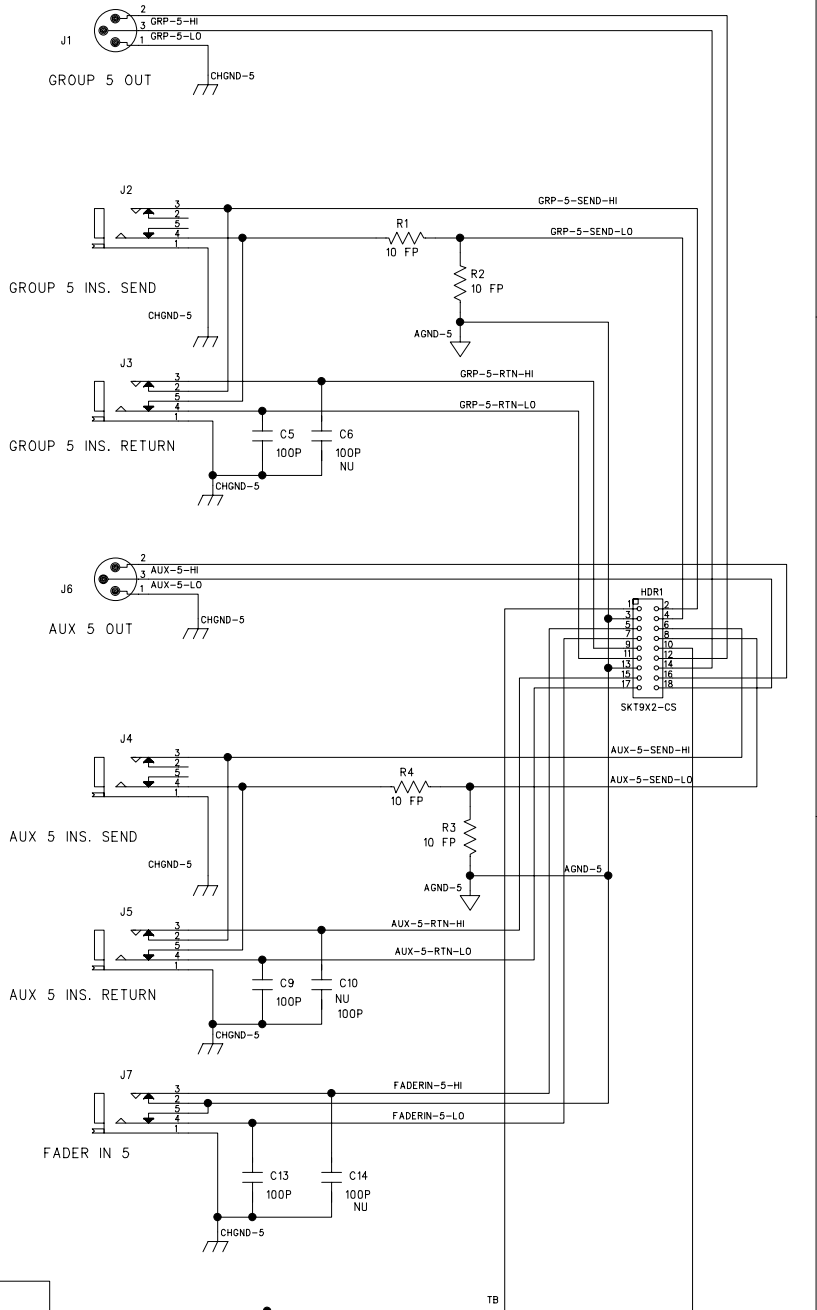 2
GRP-5-HI
3
GRP-5-LO
1
J1
CHGND-5
GROUP 5 OUT
J2
3
2
5
4
1
GRP-5-SEND-HI
R1
10 FP
GRP-5-SEND-LO
R2
10 FP
GROUP 5 INS. SEND
CHGND-5
AGND-5
J3
3
2
5
4
1
GRP-5-RTN-HI
GRP-5-RTN-LO
C5
100P
C6
100P
NU
GROUP 5 INS. RETURN
CHGND-5
2
AUX-5-HI
3
AUX-5-LO
1
J6
CHGND-5
AUX 5 OUT
HDR1
1 2
3 4
5 6
7 8
9 10
11 12
13 14
15 16
17 18
SKT9X2-CS
J4
3
2
5
4
1
AUX-5-SEND-HI
R4
10 FP
AUX-5-SEND-LO
R3
10 FP
AUX 5 INS. SEND
CHGND-5
AGND-5
AGND-5
J5
3
2
5
4
1
AUX-5-RTN-HI
AUX-5-RTN-LO
C9
100P
C10
NU
100P
AUX 5 INS. RETURN
CHGND-5
J7
3
2
5
4
1
FADERIN-5-HI
FADERIN-5-LO
FADER IN 5
C13
100P
C14
100P
NU
CHGND-5
TB